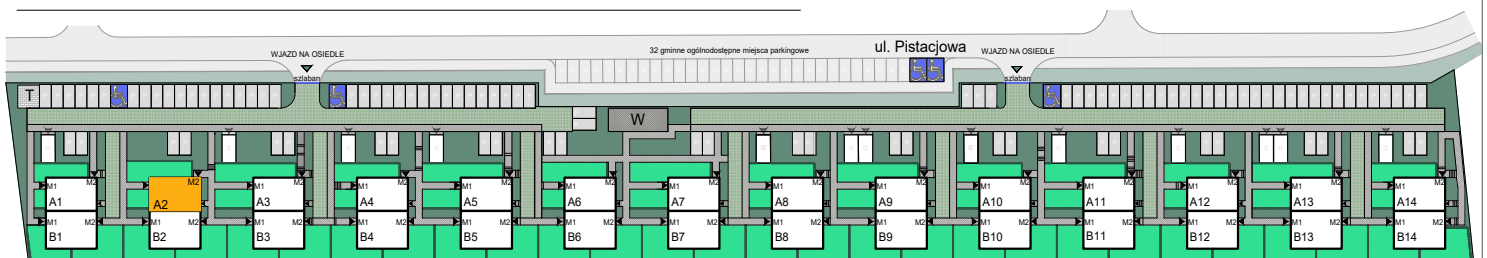 32 gminne ogólnodostępne miejsca parkingowe
ul. Pistacjowa
WJAZD NA OSIEDLE
WJAZD NA OSIEDLE
szlaban
szlaban
T
W
G
G
G
G
G
G
G
G
G
G
G
G
G
M1 M2
A1
M2
A2
M1 M2
A3
M1 M2
A4
M1 M2
A5
M1 M2
A6
M1 M2
A7
M1 M2
A8
M1 M2
A9
M1 M2
A10
M1 M2
A11
M1 M2
A12
M1 M2
A13
M1 M2
A14
M1 M2
B1
M1 M2
B2
M1 M2
B3
M1 M2
B4
M1 M2
B5
M1 M2
B6
M1 M2
B7
M1 M2
B8
M1 M2
B9
M1 M2
B10
M1 M2
B11
M1 M2
B12
M1 M2
B13
M1 M2
B14